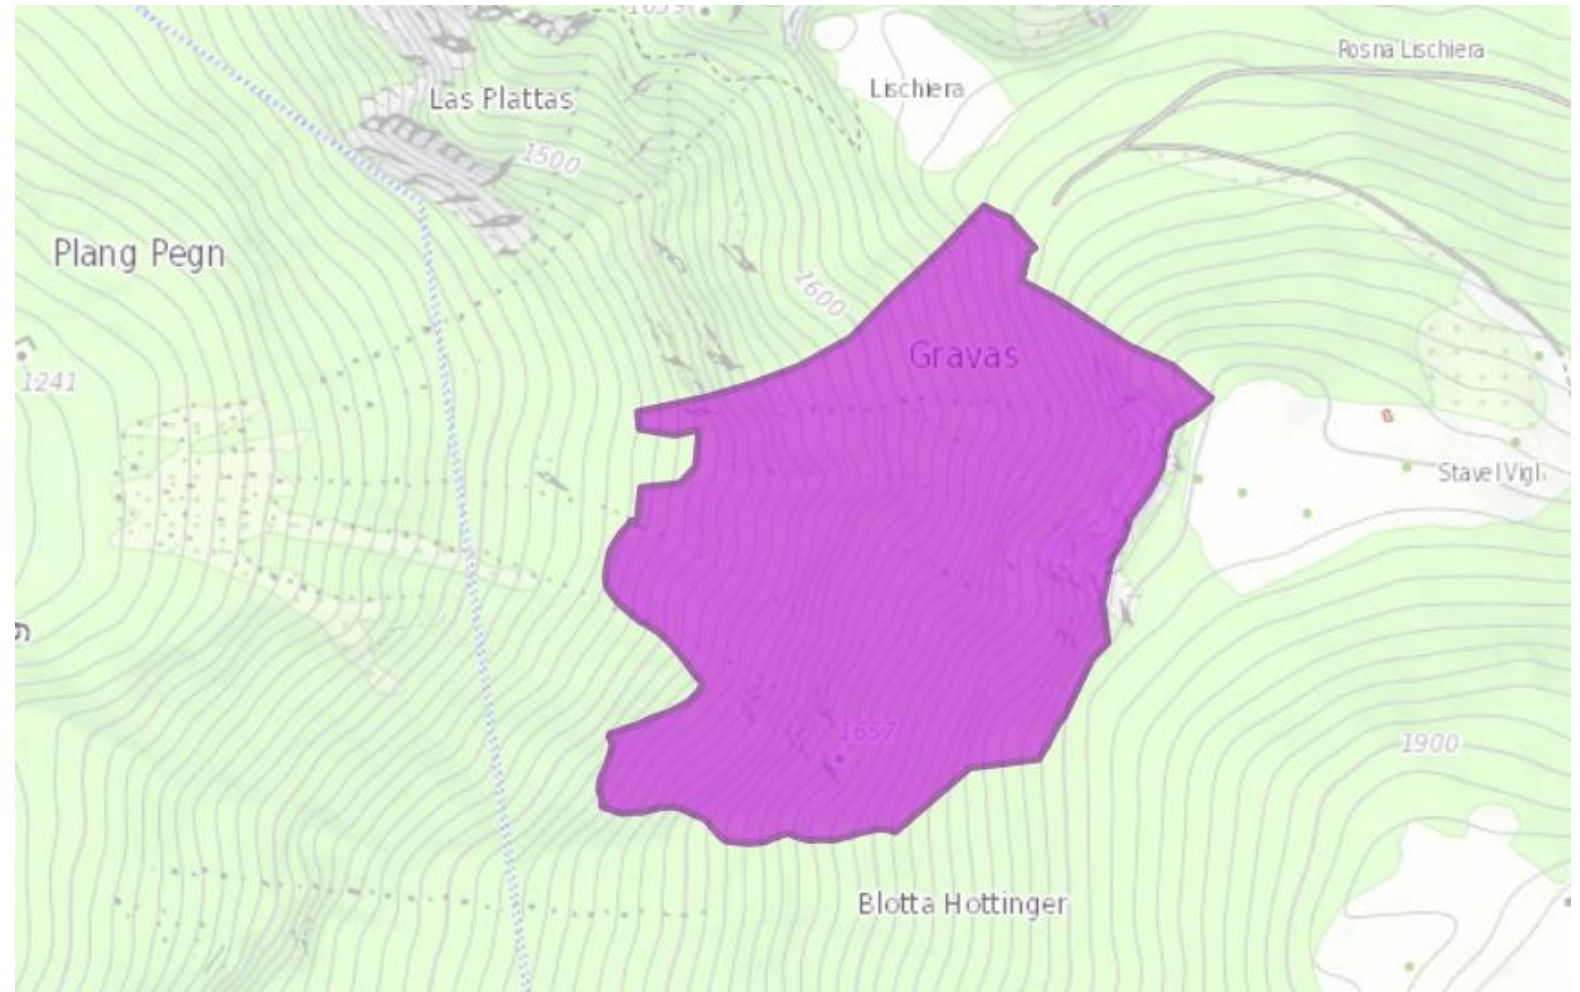 Rosna Lischiera
Lischiera
Las Plattas
1500
Plang Pegn
1600
Gravas
1241
Stavel Vigl.
1657
1900
Blotta Hottinger